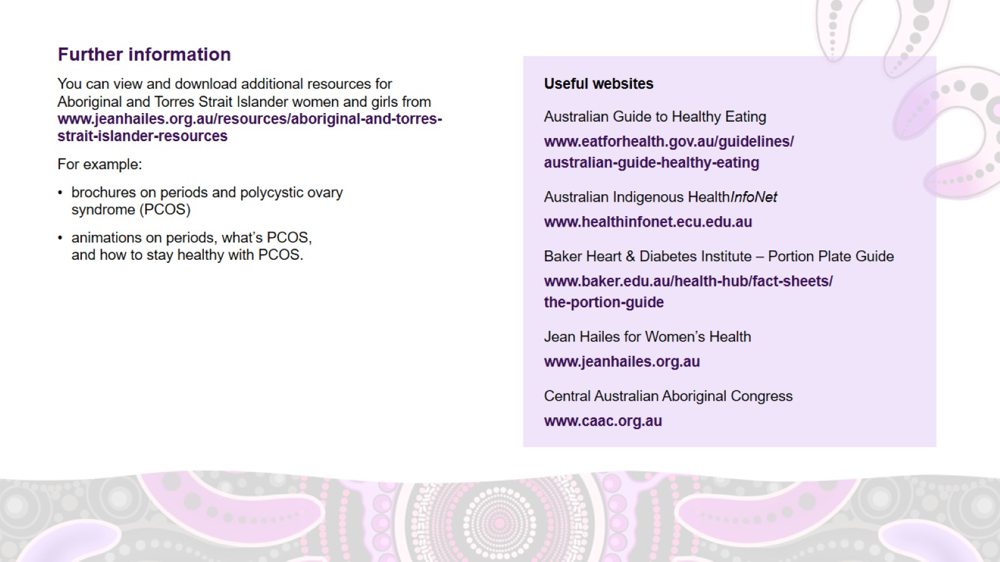 Further information
You can view and download additional resources for
Aboriginal and Torres Strait Islander women and girls from
www.jeanhailes.org.au/resources/aboriginal-and-torres-
strait-islander-resources
For example:
• brochures on periods and polycystic ovary
syndrome (PCOS)
• animations on periods, what’s PCOS,
and how to stay healthy with PCOS.
Useful websites
Australian Guide to Healthy Eating
www.eatforhealth.gov.au/guidelines/
australian-guide-healthy-eating
Australian Indigenous HealthInfoNet
www.healthinfonet.ecu.edu.au
Baker Heart & Diabetes Institute – Portion Plate Guide
www.baker.edu.au/health-hub/fact-sheets/
the-portion-guide
Jean Hailes for Women’s Health
www.jeanhailes.org.au
Central Australian Aboriginal Congress
www.caac.org.au